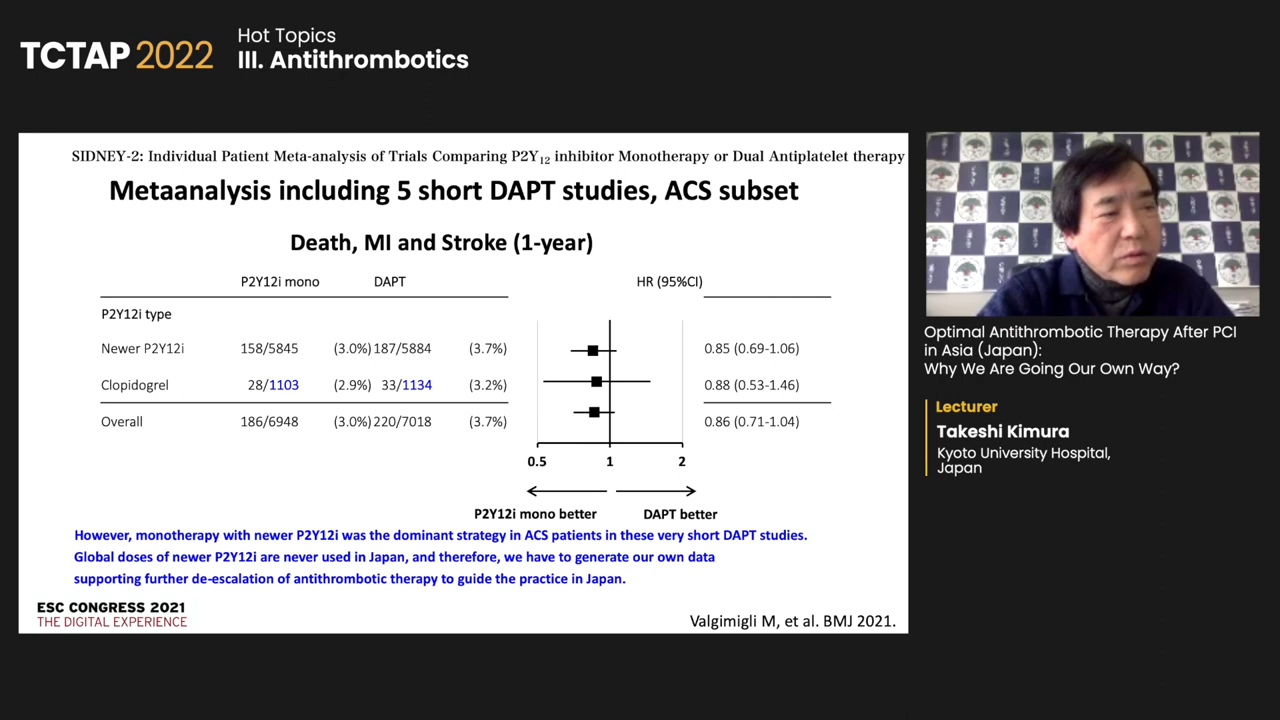 TCTAP 2022
Hot Topics
III. Antithrombotics
SIDNEY-2: Individual Patient Meta-analysis of Trials Comparing P2Y12 inhibitor Monotherapy or Dual Antiplatelet therapy
Metaanalysis including 5 short DAPT studies, ACS subset
Death, MI and Stroke (1-year)
P2Y12i mono DAPT HR (95%CI)
P2Y12i type
Newer P2Y12i 158/5845 (3.0%) 187/5884 (3.7%) 0.85 (0.69-1.06)
Clopidogrel 28/1103 (2.9%) 33/1134 (3.2%) 0.88 (0.53-1.46)
Overall 186/6948 (3.0%) 220/7018 (3.7%) 0.86 (0.71-1.04)
0.5 1 2
P2Y12i mono better DAPT better
However, monotherapy with newer P2Y12i was the dominant strategy in ACS patients in these very short DAPT studies.
Global doses of newer P2Y12i are never used in Japan, and therefore, we have to generate our own data
supporting further de-escalation of antithrombotic therapy to guide the practice in Japan.
ESC CONGRESS 2021
THE DIGITAL EXPERIENCE
Valgimigli M, et al. BMJ 2021.
Optimal Antithrombotic Therapy After PCI
in Asia (Japan):
Why We Are Going Our Own Way?
Lecturer
Takeshi Kimura
Kyoto University Hospital,
Japan